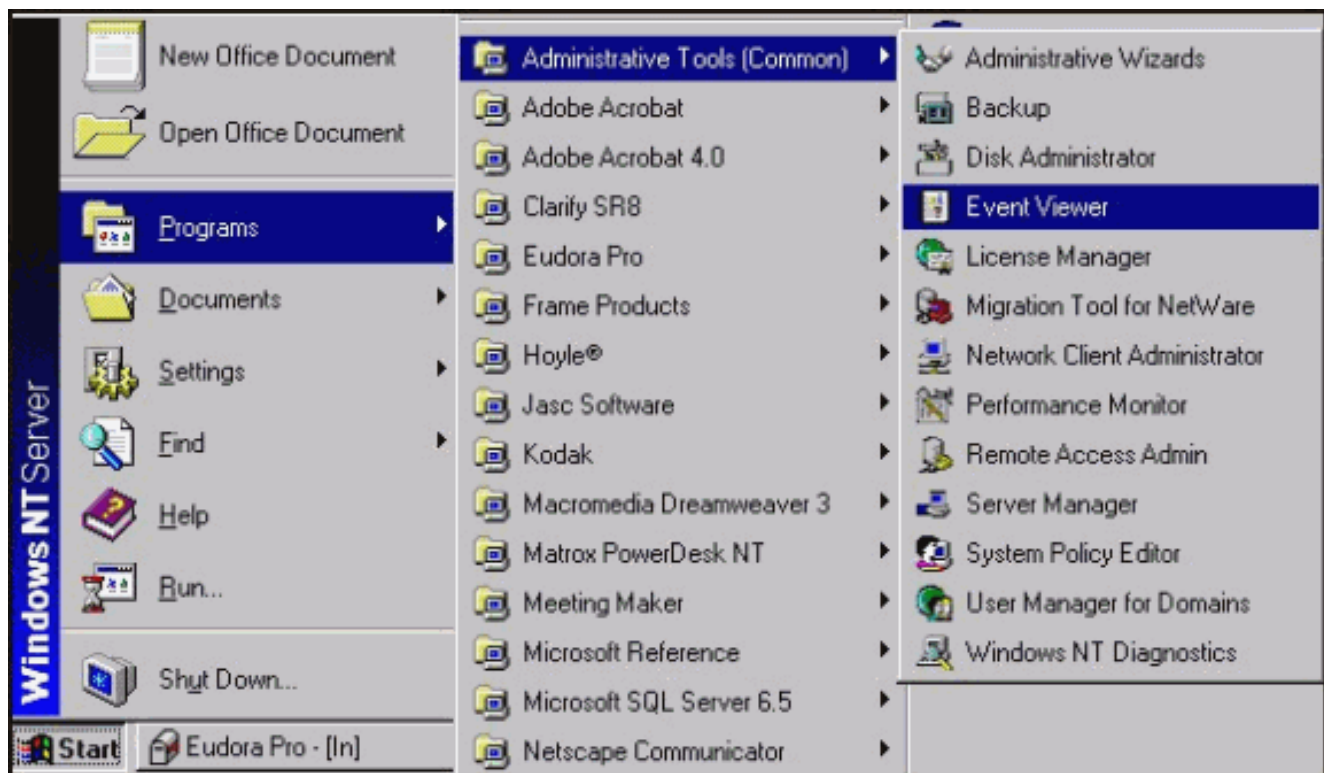 Windows NT Server
New Office Document
Open Office Document
Programs
Documents
Settings
Find
Help
Run...
Shut Down...
Start
Eudora Pro - [In]
Administrative Tools (Common)
Adobe Acrobat
Adobe Acrobat 4.0
Clarify SR8
Eudora Pro
Frame Products
Hoyle®
Jasc Software
Kodak
Macromedia Dreamweaver 3
Matrox PowerDesk NT
Meeting Maker
Microsoft Reference
Microsoft SQL Server 6.5
Netscape Communicator
Administrative Wizards
Backup
Disk Administrator
Event Viewer
License Manager
Migration Tool for NetWare
Network Client Administrator
Performance Monitor
Remote Access Admin
Server Manager
System Policy Editor
User Manager for Domains
Windows NT Diagnostics